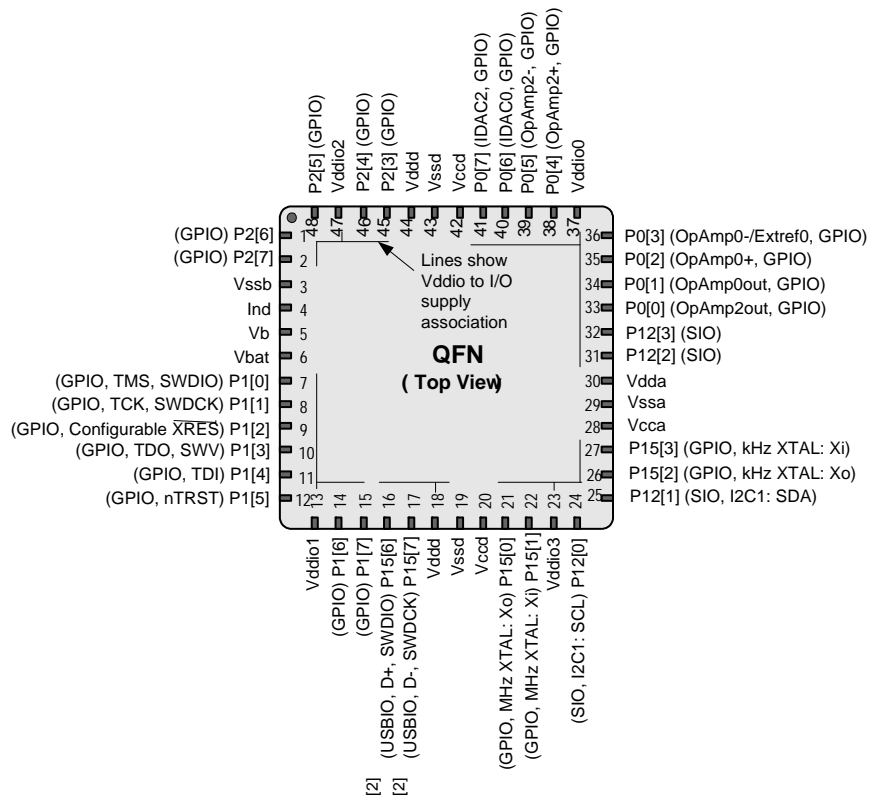 P2[5] (GPIO)
Vddio2
P2[4] (GPIO)
P2[3] (GPIO)
Vddd
Vssd
Vccd
P0[7] (IDAC2, GPIO)
P0[6] (IDAC0, GPIO)
P0[5] (OpAmp2-, GPIO)
P0[4] (OpAmp2+, GPIO)
Vddio0
48
47
46
45
44
43
42
41
40
39
38
37
(GPIO) P2[6] 1
(GPIO) P2[7] 2
Vssb 3
Ind 4
Vb 5
Vbat 6
(GPIO, TMS, SWDIO) P1[0] 7
(GPIO, TCK, SWDCK) P1[1] 8
(GPIO, Configurable XRES) P1[2] 9
(GPIO, TDO, SWV) P1[3] 10
(GPIO, TDI) P1[4] 11
(GPIO, nTRST) P1[5] 12
Lines show
Vddio to I/O
supply
association
QFN
( Top View)
36 P0[3] (OpAmp0-/Extref0, GPIO)
35 P0[2] (OpAmp0+, GPIO)
34 P0[1] (OpAmp0out, GPIO)
33 P0[0] (OpAmp2out, GPIO)
32 P12[3] (SIO)
31 P12[2] (SIO)
30 Vdda
29 Vssa
28 Vcca
27 P15[3] (GPIO, kHz XTAL: Xi)
26 P15[2] (GPIO, kHz XTAL: Xo)
25 P12[1] (SIO, I2C1: SDA)
13
14
15
16
17
18
19
20
21
22
23
24
Vddio1
(GPIO) P1[6]
(GPIO) P1[7]
[2] (USBIO, D+, SWDIO) P15[6]
[2] (USBIO, D-, SWDCK) P15[7]
Vddd
Vssd
Vccd
(GPIO, MHz XTAL: Xo) P15[0]
(GPIO, MHz XTAL: Xi) P15[1]
Vddio3
(SIO, I2C1: SCL) P12[0]